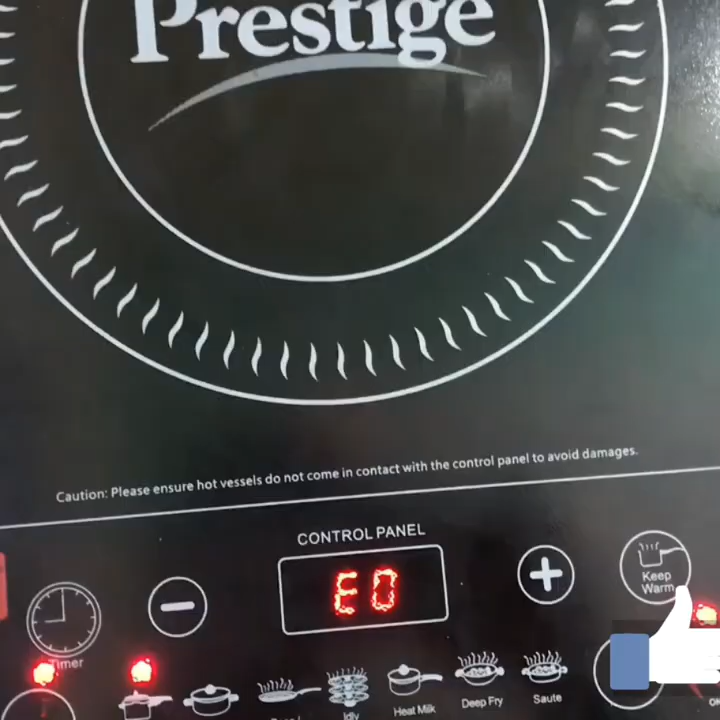 Prestige
Caution: Please ensure hot vessels do not come in contact with the control panel to avoid damages.
CONTROL PANEL
E0
Keep
Warm
Timer
Idly
Heat Milk
Deep Fry
Saute